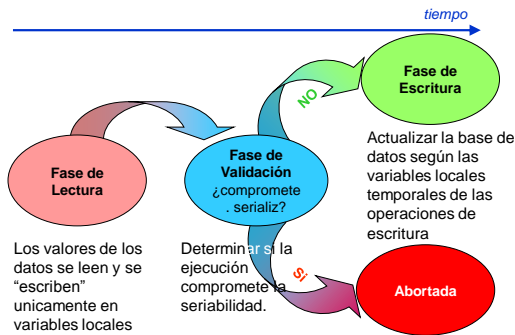 tiempo
Fase de
Escritura
NO
Fase de
Lectura
Fase de
Validación
¿compromete
. serializ?
Actualizar la base de
datos según las
variables locales
temporales de las
operaciones de
escritura
Los valores de los
datos se leen y se
“escriben”
unicamente en
variables locales
Determinar si la
ejecución
compromete la
seriabilidad.
Si
Abortada